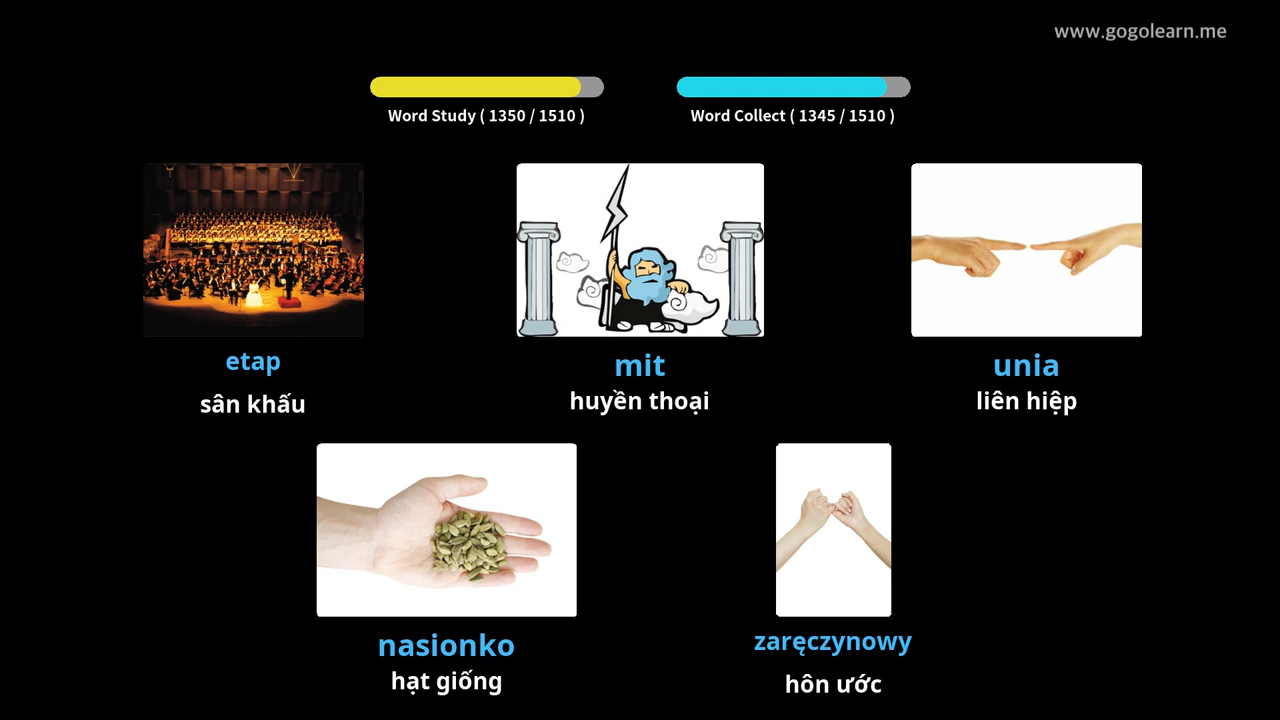 www.gogolearn.me
Word Study ( 1350 / 1510 )
Word Collect ( 1345 / 1510 )
etap
sân khấu
mit
huyền thoại
unia
liên hiệp
nasionko
hạt giống
zaręczynowy
hôn ước